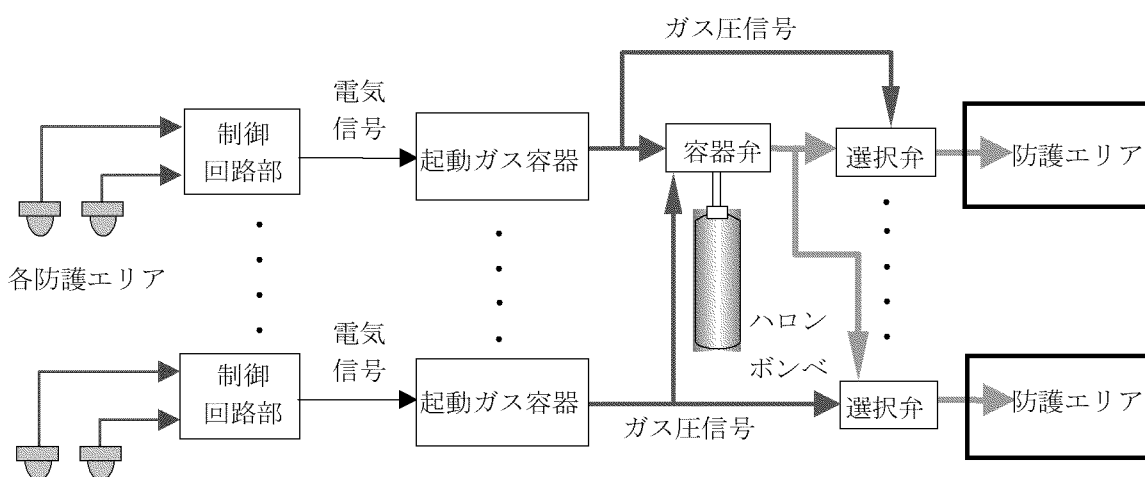 ガス圧信号
電気
信号
制御
回路部
起動ガス容器
容器弁
選択弁
防護エリア
各防護エリア
ハロン
ボンベ
電気
信号
制御
回路部
起動ガス容器
ガス圧信号
選択弁
防護エリア